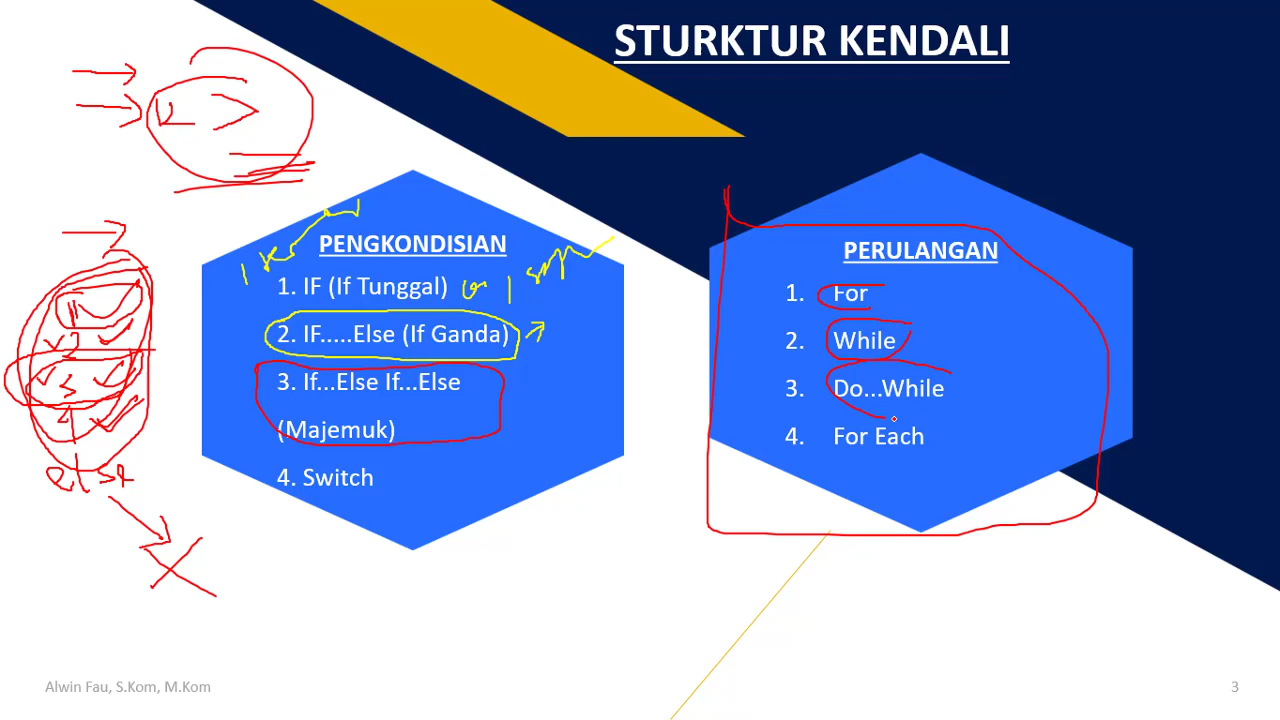 STURKTUR KENDALI
PENGKONDISIAN
1. IF (If Tunggal)
2. IF.....Else (If Ganda)
3. If...Else If...Else
(Majemuk)
4. Switch
PERULANGAN
1. For
2. While
3. Do...While
4. For Each
else
Alwin Fau, S.Kom, M.Kom
3